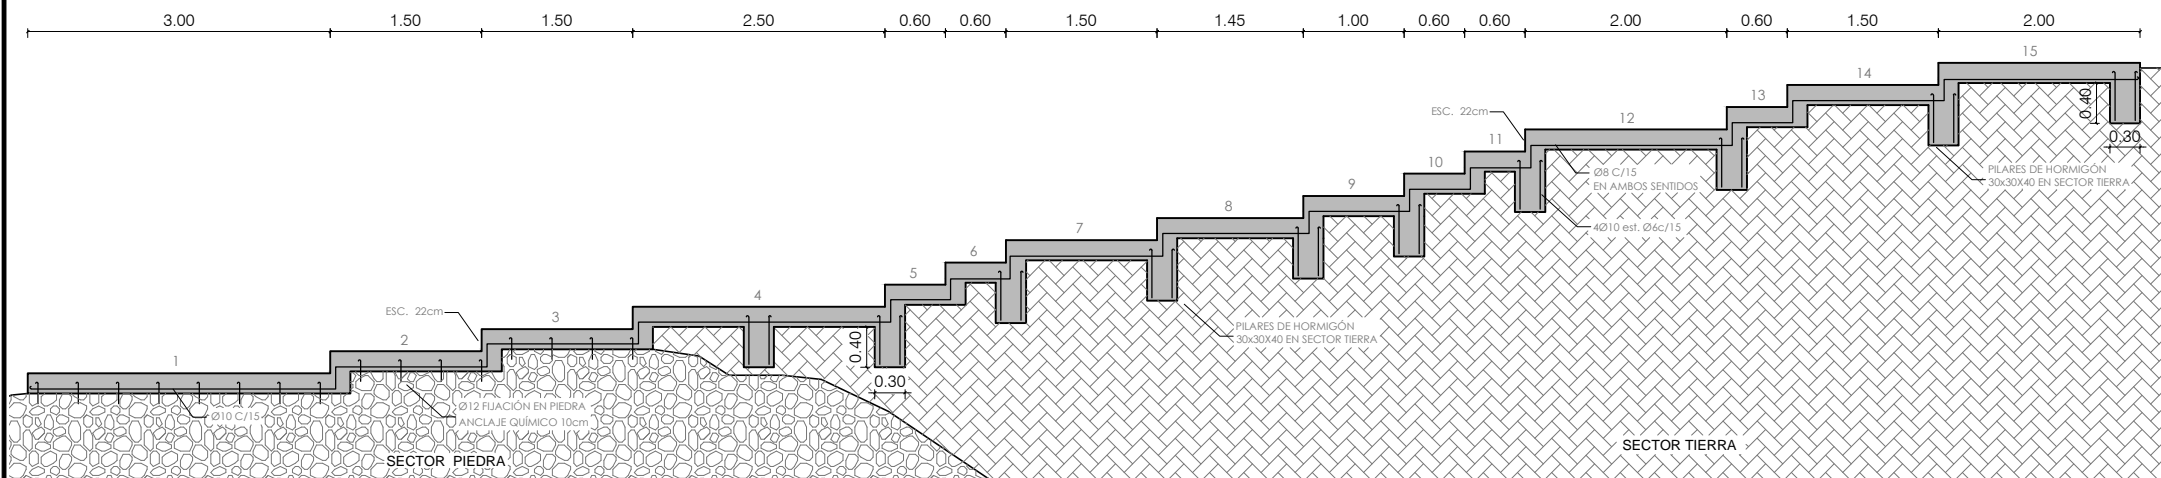 3.00 1.50 1.50 2.50 0.60 0.60 1.50 1.45 1.00 0.60 0.60 2.00 0.60 1.50 2.00
15
14
13
12
11
10
9
8
7
6
5
4
3
2
1
ESC. 22cm
Ø8 C/15
EN AMBOS SENTIDOS
4Ø10 est. Ø6c/15
0.40
0.30
PILARES DE HORMIGÓN
30x30X40 EN SECTOR TIERRA
PILARES DE HORMIGÓN
30x30X40 EN SECTOR TIERRA
ESC. 22cm
0.40
0.30
Ø10 C/15
Ø12 FIJACIÓN EN PIEDRA
ANCLAJE QUÍMICO 10cm
SECTOR PIEDRA
SECTOR TIERRA